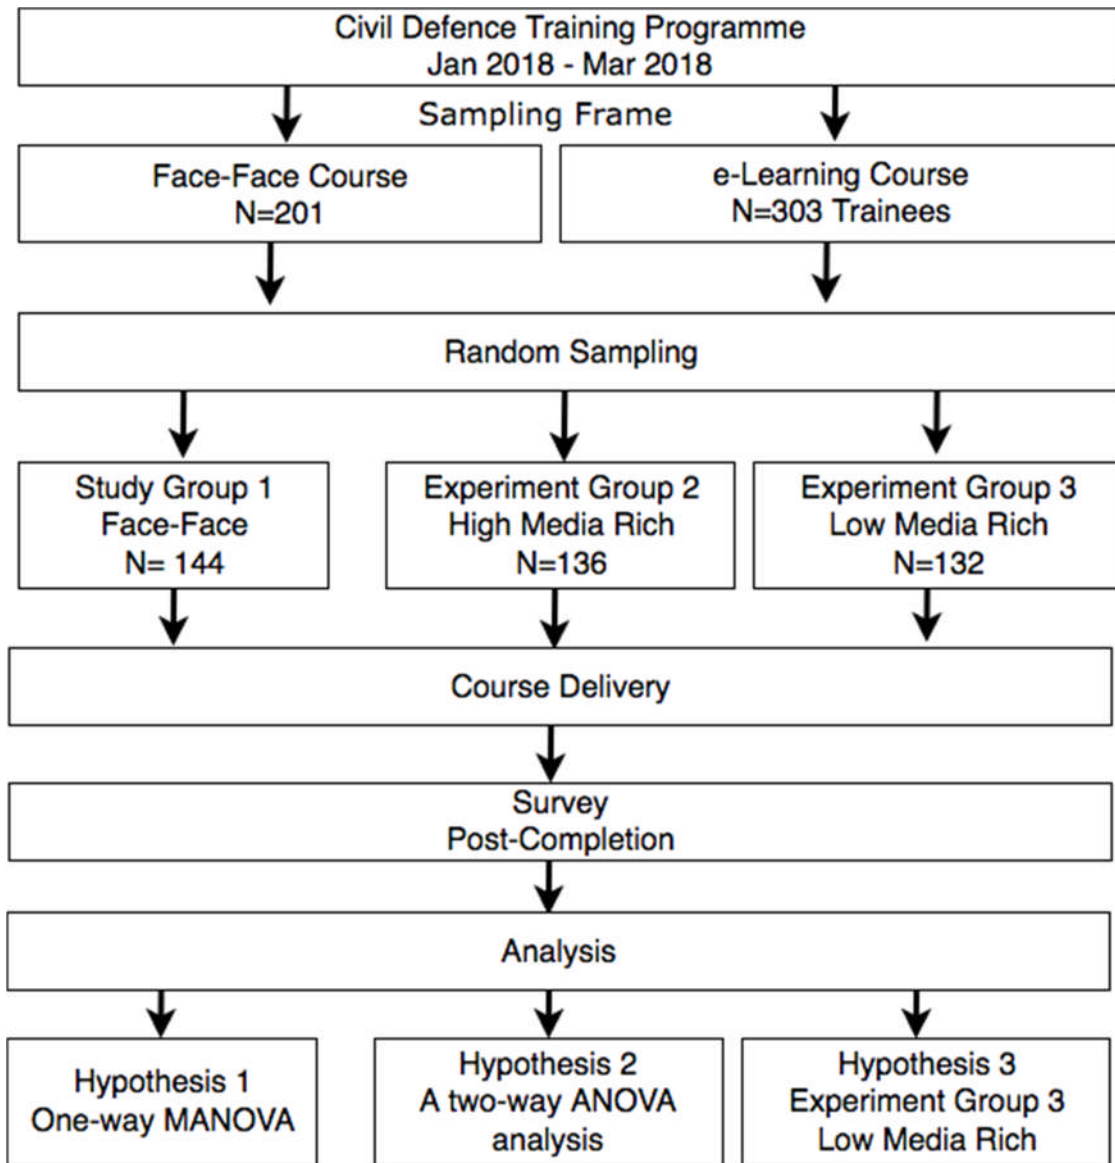 Civil Defence Training Programme
Jan 2018 - Mar 2018
Sampling Frame
Face-Face Course
N=201
e-Learning Course
N=303 Trainees
Random Sampling
Study Group 1
Face-Face
N= 144
Experiment Group 2
High Media Rich
N=136
Experiment Group 3
Low Media Rich
N=132
Course Delivery
Survey
Post-Completion
Analysis
Hypothesis 1
One-way MANOVA
Hypothesis 2
A two-way ANOVA
analysis
Hypothesis 3
Experiment Group 3
Low Media Rich